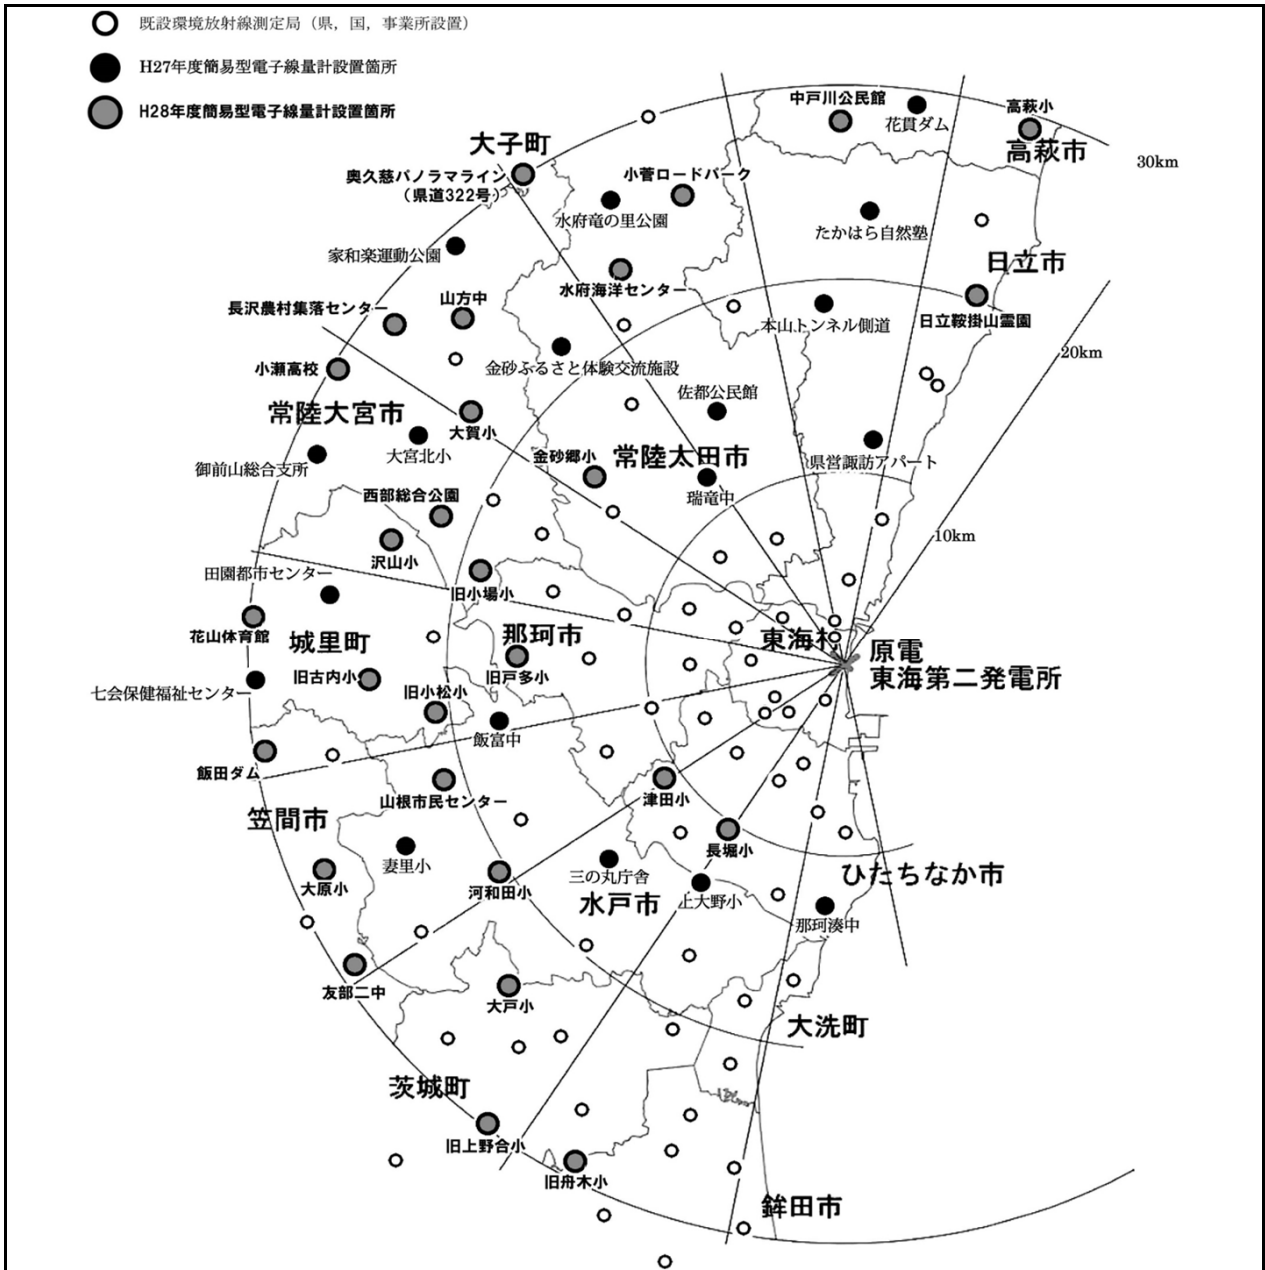 既設環境放射線測定局（県，国，事業所設置）
H27年度簡易型電子線量計設置箇所
H28年度簡易型電子線量計設置箇所
中戸川公民館
花貫ダム
高萩小
高萩市
30km
大子町
奥久慈パノラマライン
（県道322号）
小菅ロードパーク
水府竜の里公園
たかはら自然塾
家和楽運動公園
日立市
水府海洋センター
長沢農村集落センター
山方中
本山トンネル側道
日立鞍掛山霊園
20km
小瀬高校
金砂ふるさと体験交流施設
佐都公民館
常陸大宮市
大賀小
大宮北小
金砂郷小
常陸太田市
県営諏訪アパート
御前山総合支所
西部総合公園
瑞竜中
沢山小
10km
田園都市センター
旧小場小
花山体育館
城里町
那珂市
東海村
原電
東海第二発電所
旧古内小
旧戸多小
七会保健福祉センター
旧小松小
飯富中
飯田ダム
山根市民センター
津田小
笠間市
妻里小
長堀小
大原小
河和田小
三の丸庁舎
ひたちなか市
水戸市
上大野小
那珂湊中
友部二中
大戸小
大洗町
茨城町
旧上野合小
旧舟木小
鉾田市